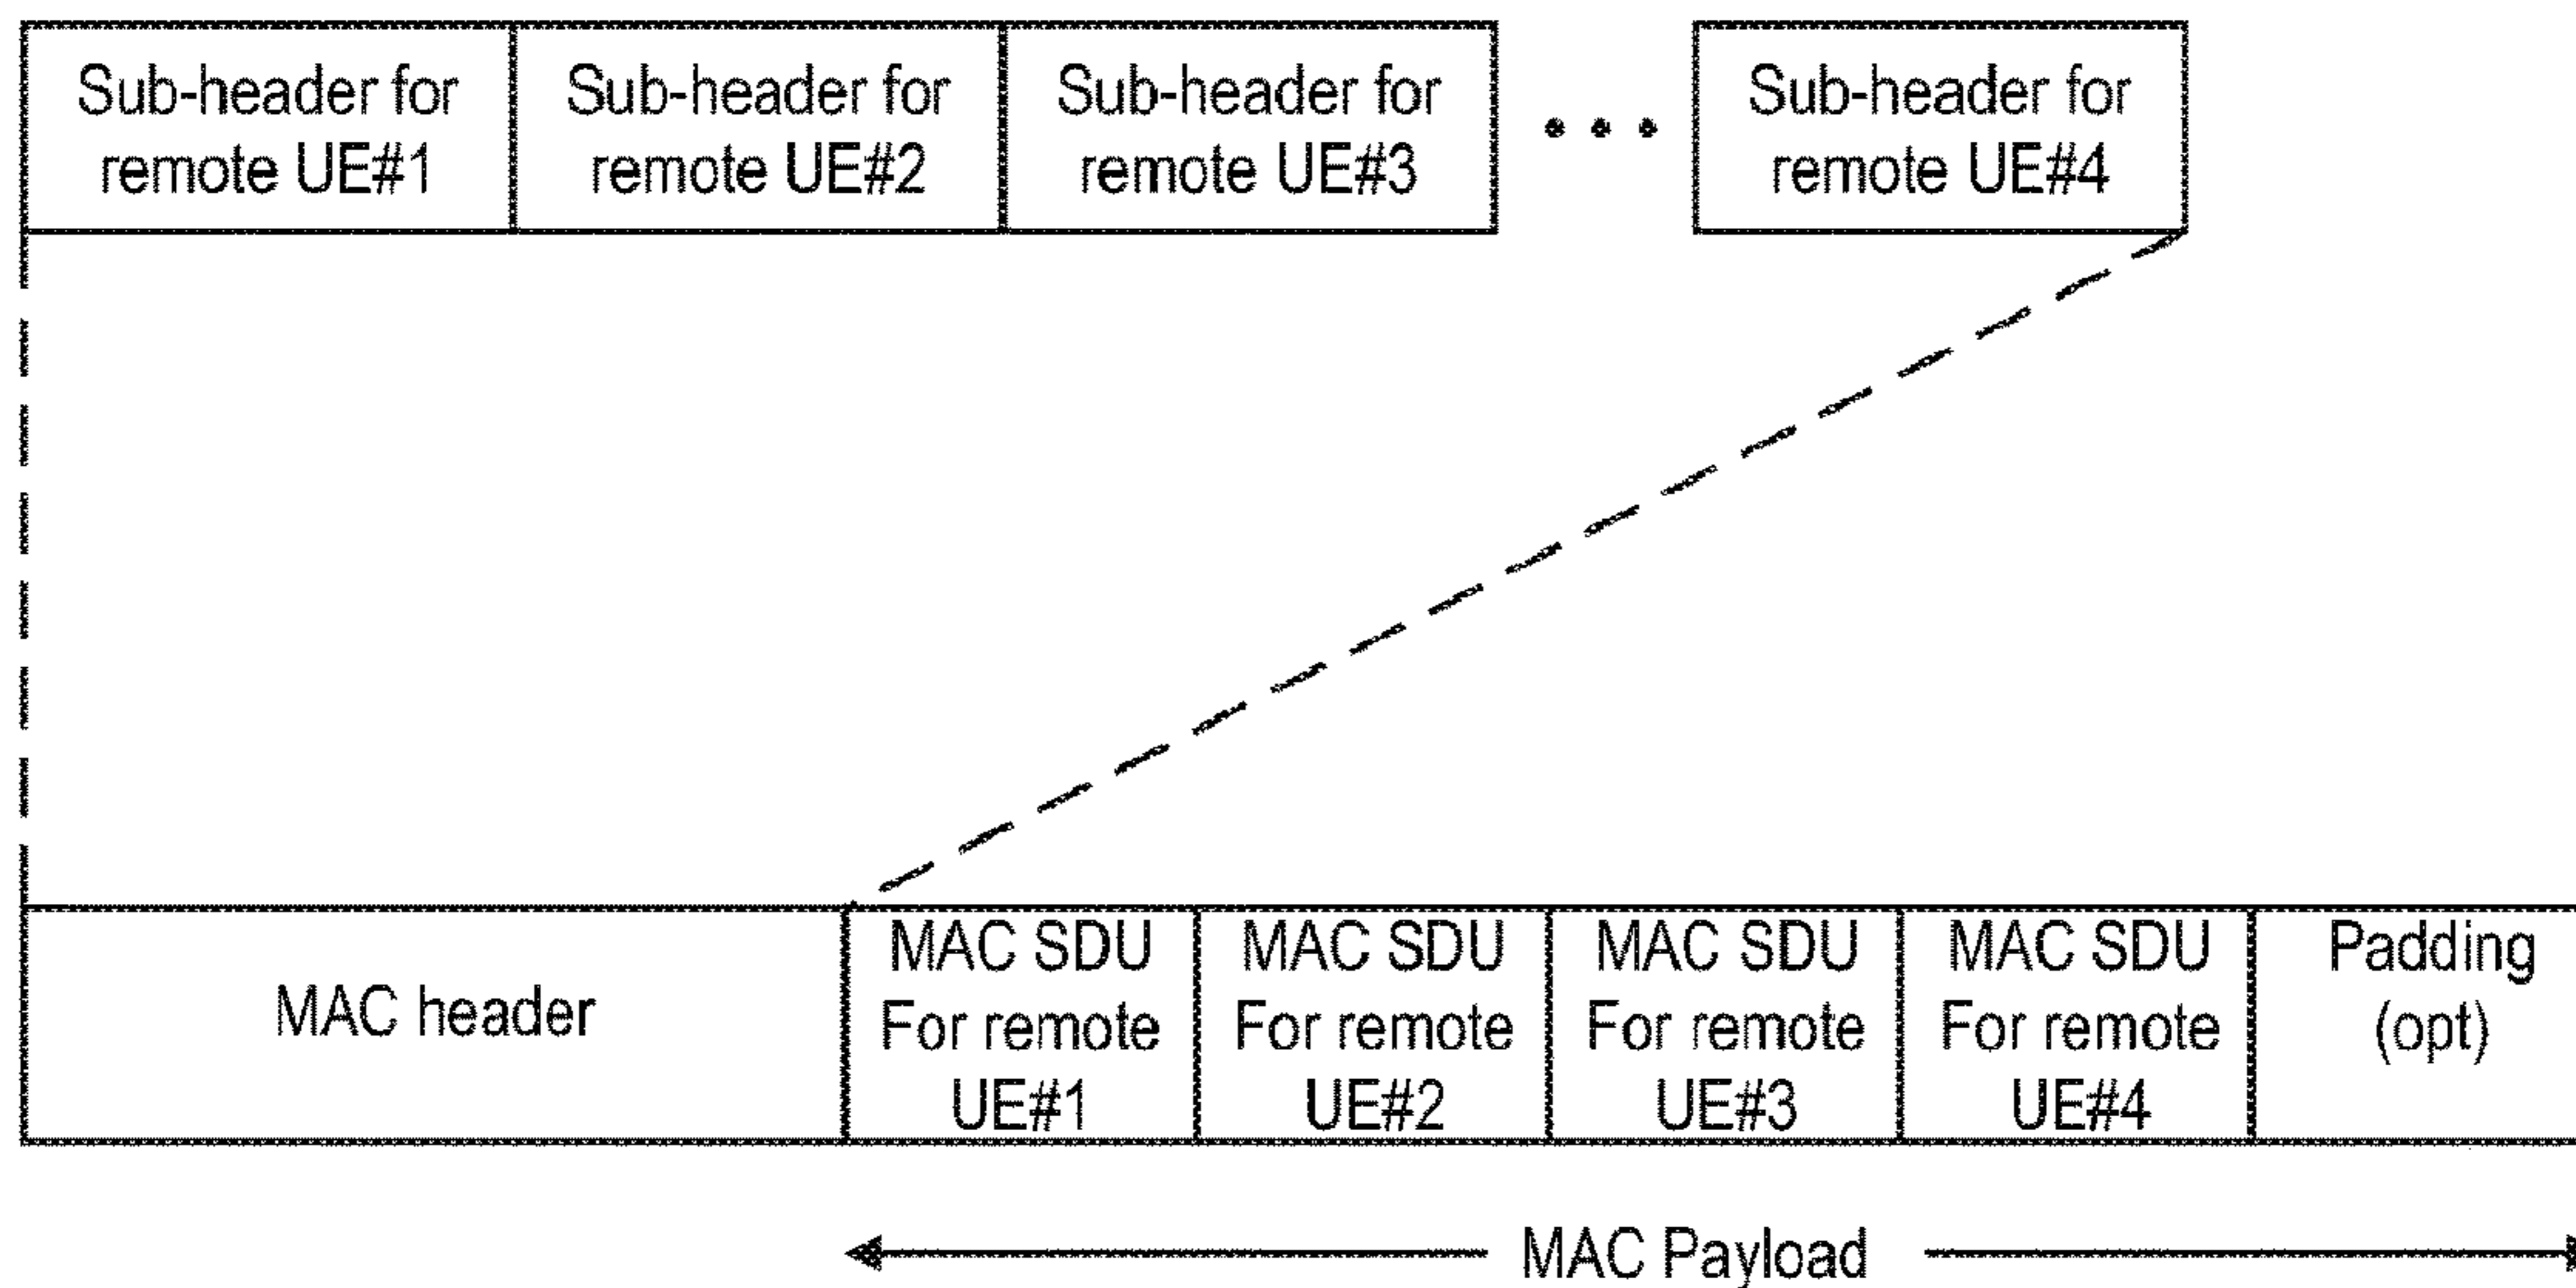 Sub-header for
remote UE#1
Sub-header for
remote UE#2
Sub-header for
remote UE#3
• • •
Sub-header for
remote UE#4
MAC header
MAC SDU
For remote
UE#1
MAC SDU
For remote
UE#2
MAC SDU
For remote
UE#3
MAC SDU
For remote
UE#4
Padding
(opt)
MAC Payload